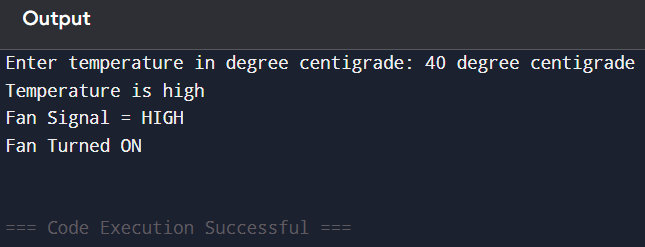 Output
Enter temperature in degree centigrade: 40 degree centigrade
Temperature is high
Fan Signal = HIGH
Fan Turned ON
=== Code Execution Successful ===